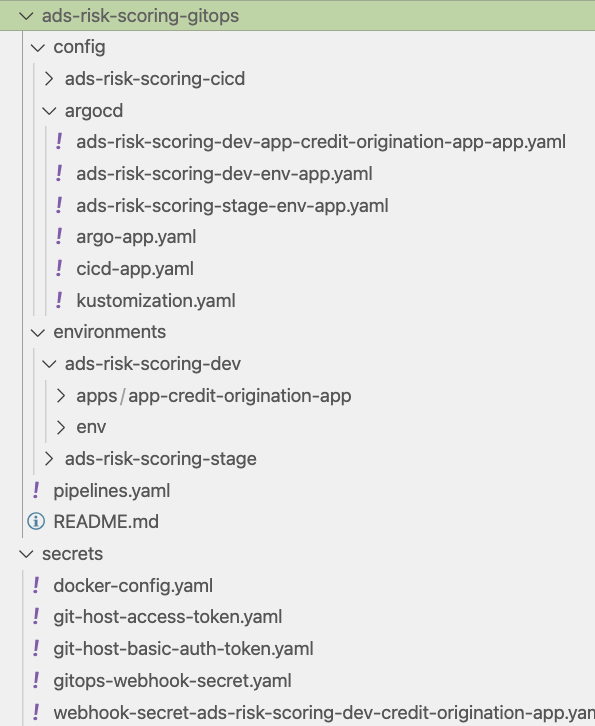 ads-risk-scoring-gitops
config
ads-risk-scoring-cicd
argocd
ads-risk-scoring-dev-app-credit-origination-app-app.yaml
ads-risk-scoring-dev-env-app.yaml
ads-risk-scoring-stage-env-app.yaml
argo-app.yaml
cicd-app.yaml
kustomization.yaml
environments
ads-risk-scoring-dev
apps/app-credit-origination-app
env
ads-risk-scoring-stage
pipelines.yaml
README.md
secrets
docker-config.yaml
git-host-access-token.yaml
git-host-basic-auth-token.yaml
gitops-webhook-secret.yaml
webhook-secret-ads-risk-scoring-dev-credit-origination-app.yam